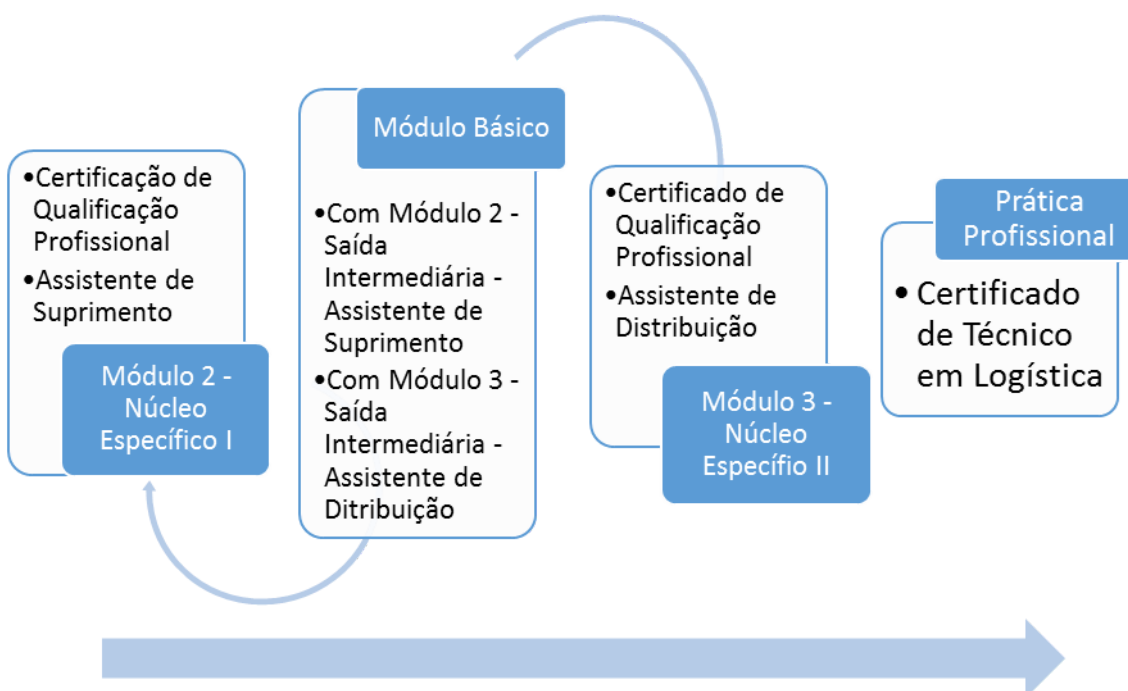 •Certificação de
Qualificação
Profissional
•Assistente de
Suprimento
Módulo 2 -
Núcleo
Específico I
Módulo Básico
•Com Módulo 2 -
Saída
Intermediária -
Assistente de
Suprimento
•Com Módulo 3 -
Saída
Intermediária -
Assistente de
Ditribuição
•Certificado de
Qualificação
Profissional
•Assistente de
Distribuição
Módulo 3 -
Núcleo
Específio II
Prática
Profissional
• Certificado
de Técnico
em Logística